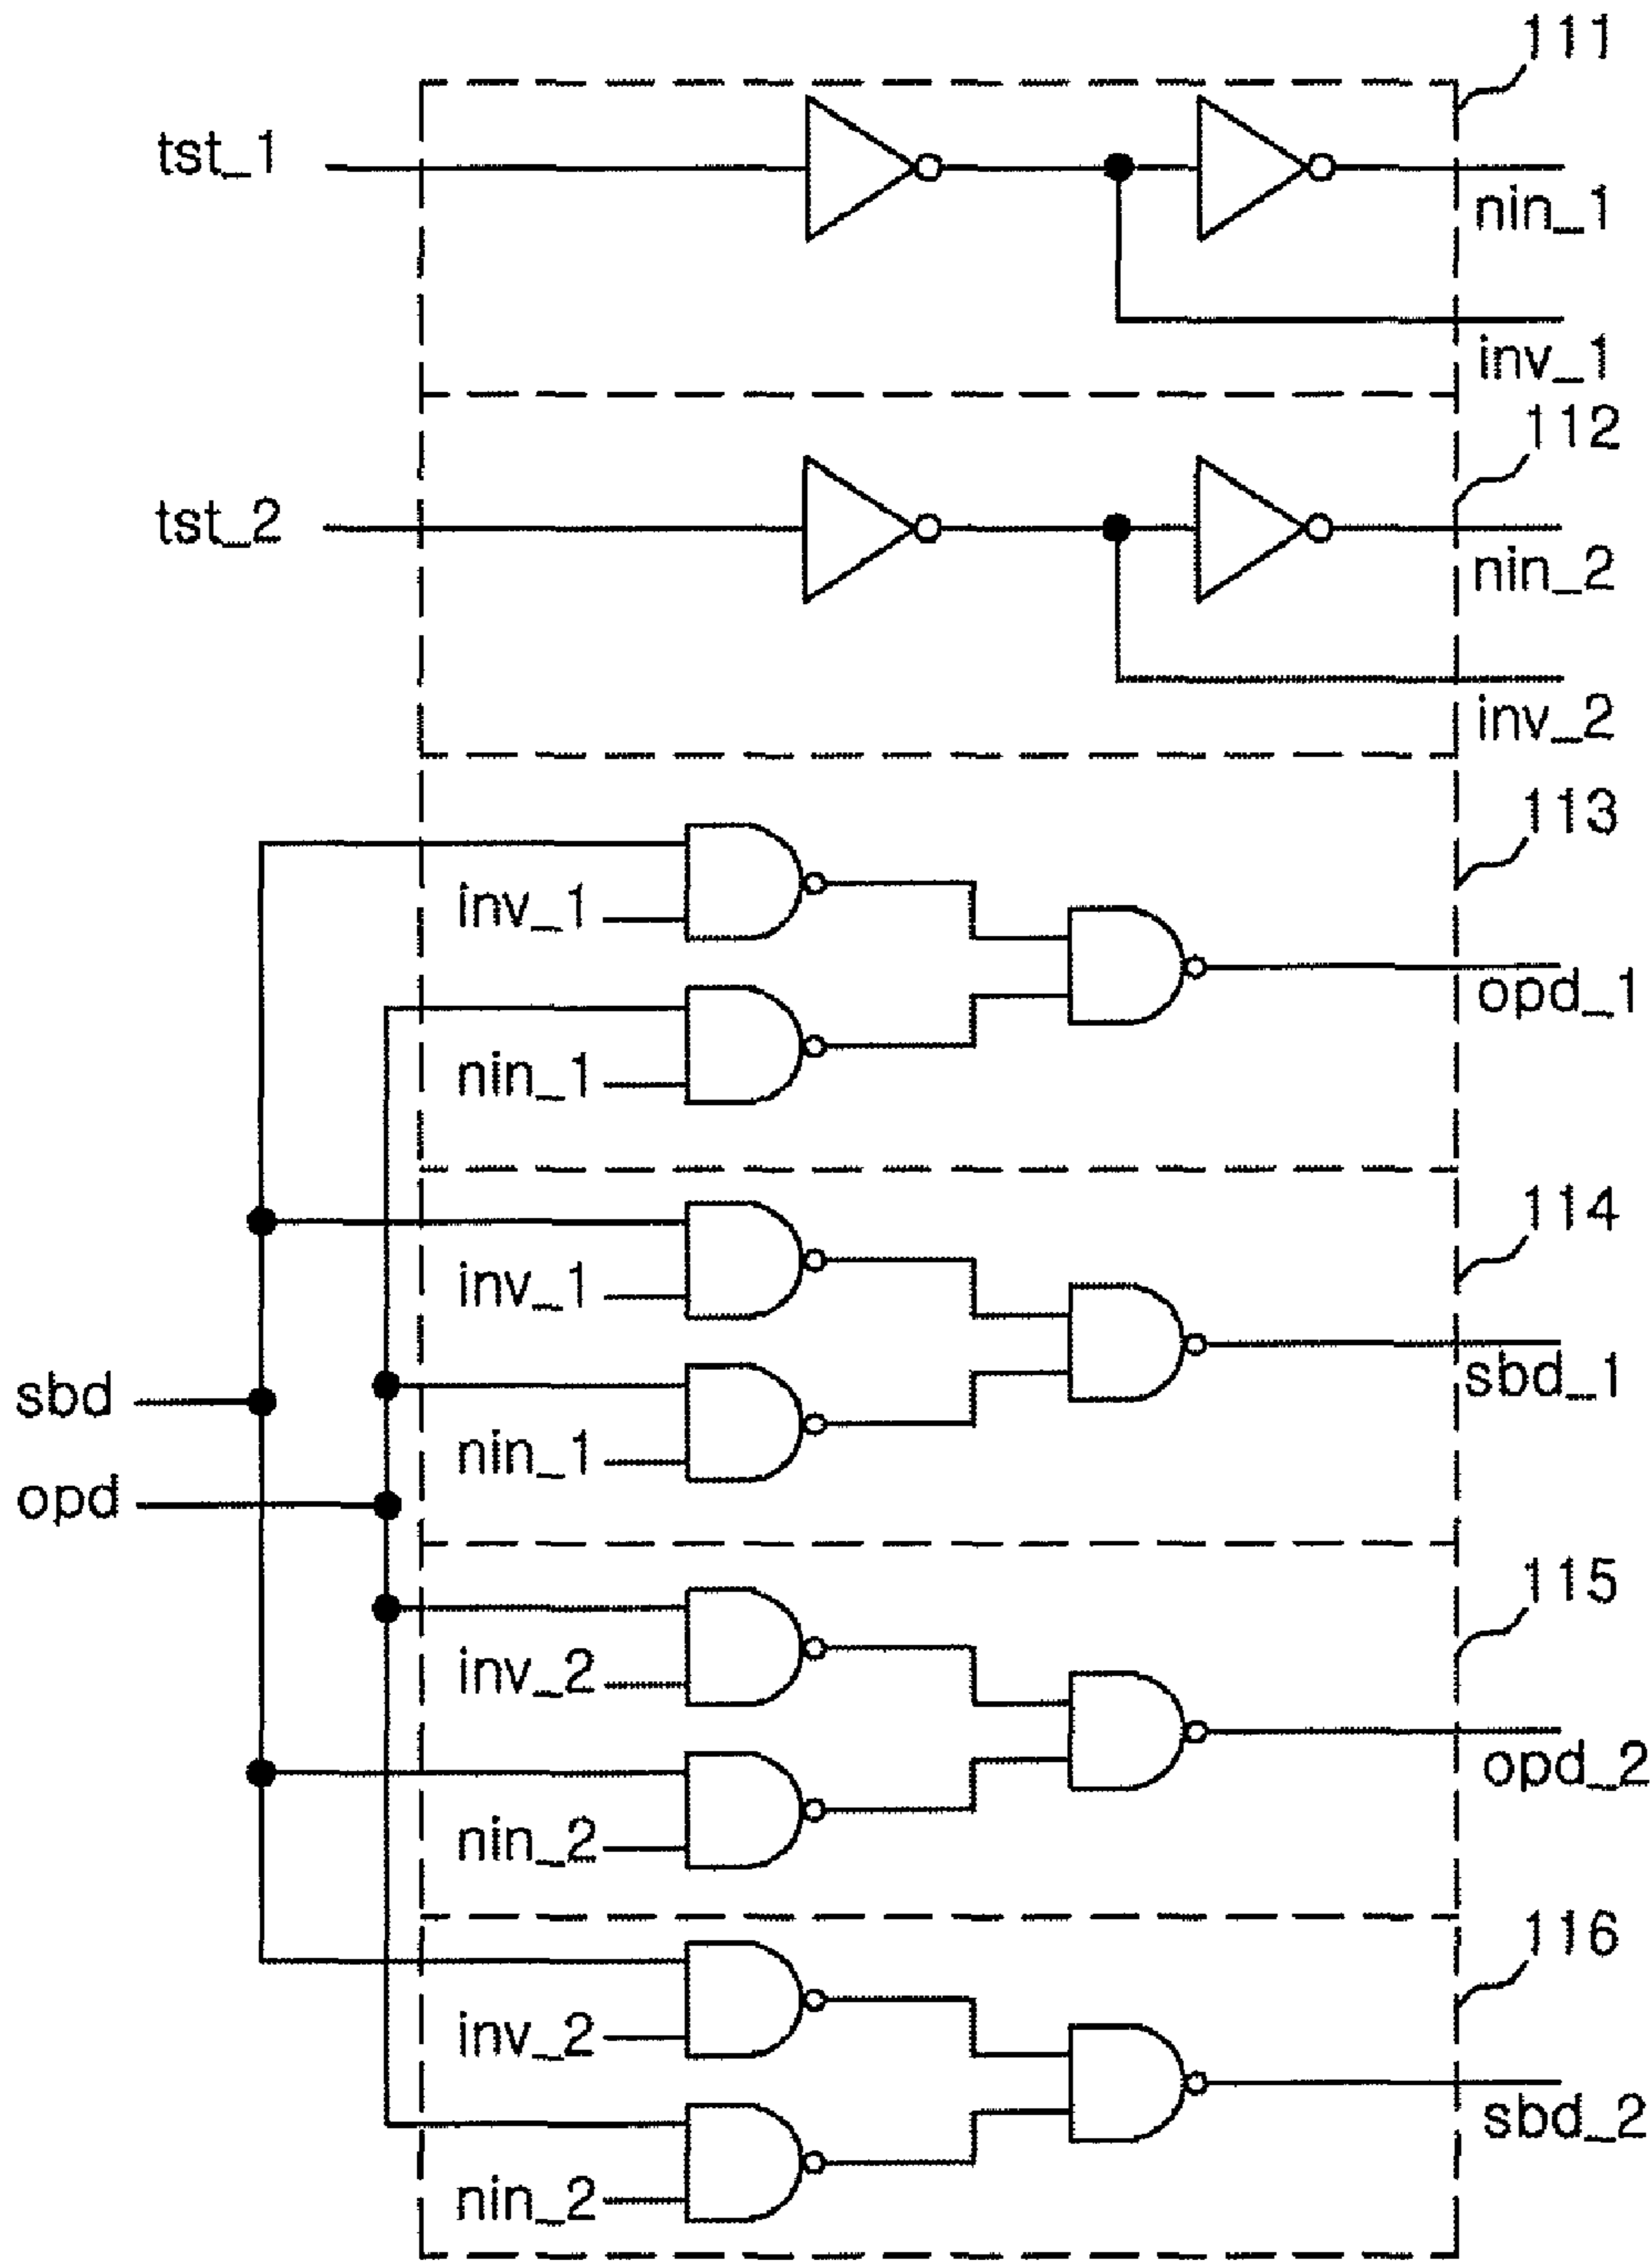 111
tst_1
nin_1
inv_1
112
tst_2
nin_2
inv_2
113
inv_1
opd_1
nin_1
114
inv_1
sbd_1
sbd
nin_1
opd
115
inv_2
opd_2
nin_2
116
inv_2
sbd_2
nin_2